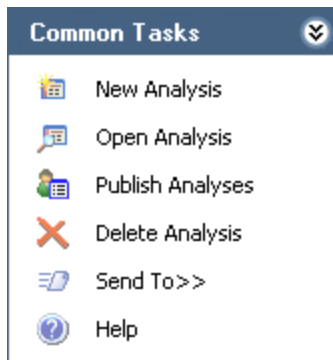 Common Tasks
New Analysis
Open Analysis
Publish Analyses
Delete Analysis
Send To>>
Help